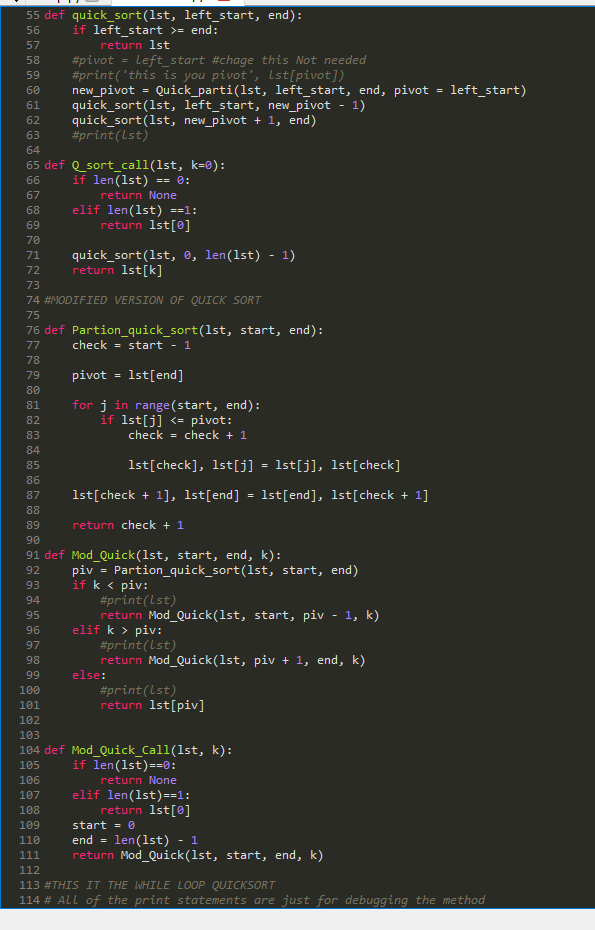 55 def quick_sort(lst, left_start, end):
56     if left_start >= end:
57         return lst
58     #pivot = left_start #chage this Not needed
59     #print('this is you pivot', lst[pivot])
60     new_pivot = Quick_parti(lst, left_start, end, pivot = left_start)
61     quick_sort(lst, left_start, new_pivot - 1)
62     quick_sort(lst, new_pivot + 1, end)
63     #print(lst)
64
65 def Q_sort_call(lst, k=0):
66     if len(lst) == 0:
67         return None
68     elif len(lst) ==1:
69         return lst[0]
70
71     quick_sort(lst, 0, len(lst) - 1)
72     return lst[k]
73
74 #MODIFIED VERSION OF QUICK SORT
75
76 def Partion_quick_sort(lst, start, end):
77     check = start - 1
78
79     pivot = lst[end]
80
81     for j in range(start, end):
82         if lst[j] <= pivot:
83             check = check + 1
84
85             lst[check], lst[j] = lst[j], lst[check]
86
87     lst[check + 1], lst[end] = lst[end], lst[check + 1]
88
89     return check + 1
90
91 def Mod_Quick(lst, start, end, k):
92     piv = Partion_quick_sort(lst, start, end)
93     if k < piv:
94         #print(lst)
95         return Mod_Quick(lst, start, piv - 1, k)
96     elif k > piv:
97         #print(lst)
98         return Mod_Quick(lst, piv + 1, end, k)
99     else:
100         #print(lst)
101         return lst[piv]
102
103
104 def Mod_Quick_Call(lst, k):
105     if len(lst)==0:
106         return None
107     elif len(lst)==1:
108         return lst[0]
109     start = 0
110     end = len(lst) - 1
111     return Mod_Quick(lst, start, end, k)
112
113 #THIS IT THE WHILE LOOP QUICKSORT
114 # All of the print statements are just for debugging the method